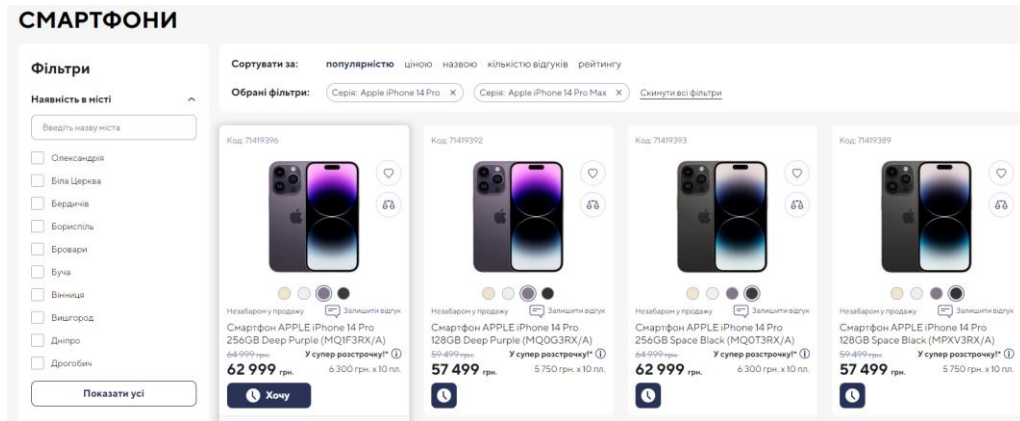 СМАРТФОНИ
Фільтри
Наявність в місті
Введіть назву міста
Олександрія
Біла Церква
Бердичів
Бориспіль
Бровари
Буча
Вінниця
Вишгород
Дніпро
Дрогобич
Показати усі
Сортувати за: популярністю ціною назвою кількістю відгуків рейтингу
Обрані фільтри: Серія: Apple iPhone 14 Pro X Серія: Apple iPhone 14 Pro Max X Скинути всі фільтри
Код: 71419396
Незабаром у продажу Залишити відгук
Смартфон APPLE iPhone 14 Pro
256GB Deep Purple (MQ1F3RX/A)
64 999 грн. У супер розстрочку!*
62 999 грн. 6 300 грн. x 10 пл.
Хочу
Код: 71419392
Незабаром у продажу Залишити відгук
Смартфон APPLE iPhone 14 Pro
128GB Deep Purple (MQ0G3RX/A)
59 499 грн. У супер розстрочку!*
57 499 грн. 5 750 грн. x 10 пл.
Код: 71419393
Незабаром у продажу Залишити відгук
Смартфон APPLE iPhone 14 Pro
256GB Space Black (MQ0T3RX/A)
64 999 грн. У супер розстрочку!*
62 999 грн. 6 300 грн. x 10 пл.
Код: 71419389
Незабаром у продажу Залишити відгук
Смартфон APPLE iPhone 14 Pro
128GB Space Black (MPXV3RX/A)
59 499 грн. У супер розстрочку!*
57 499 грн. 5 750 грн. x 10 пл.